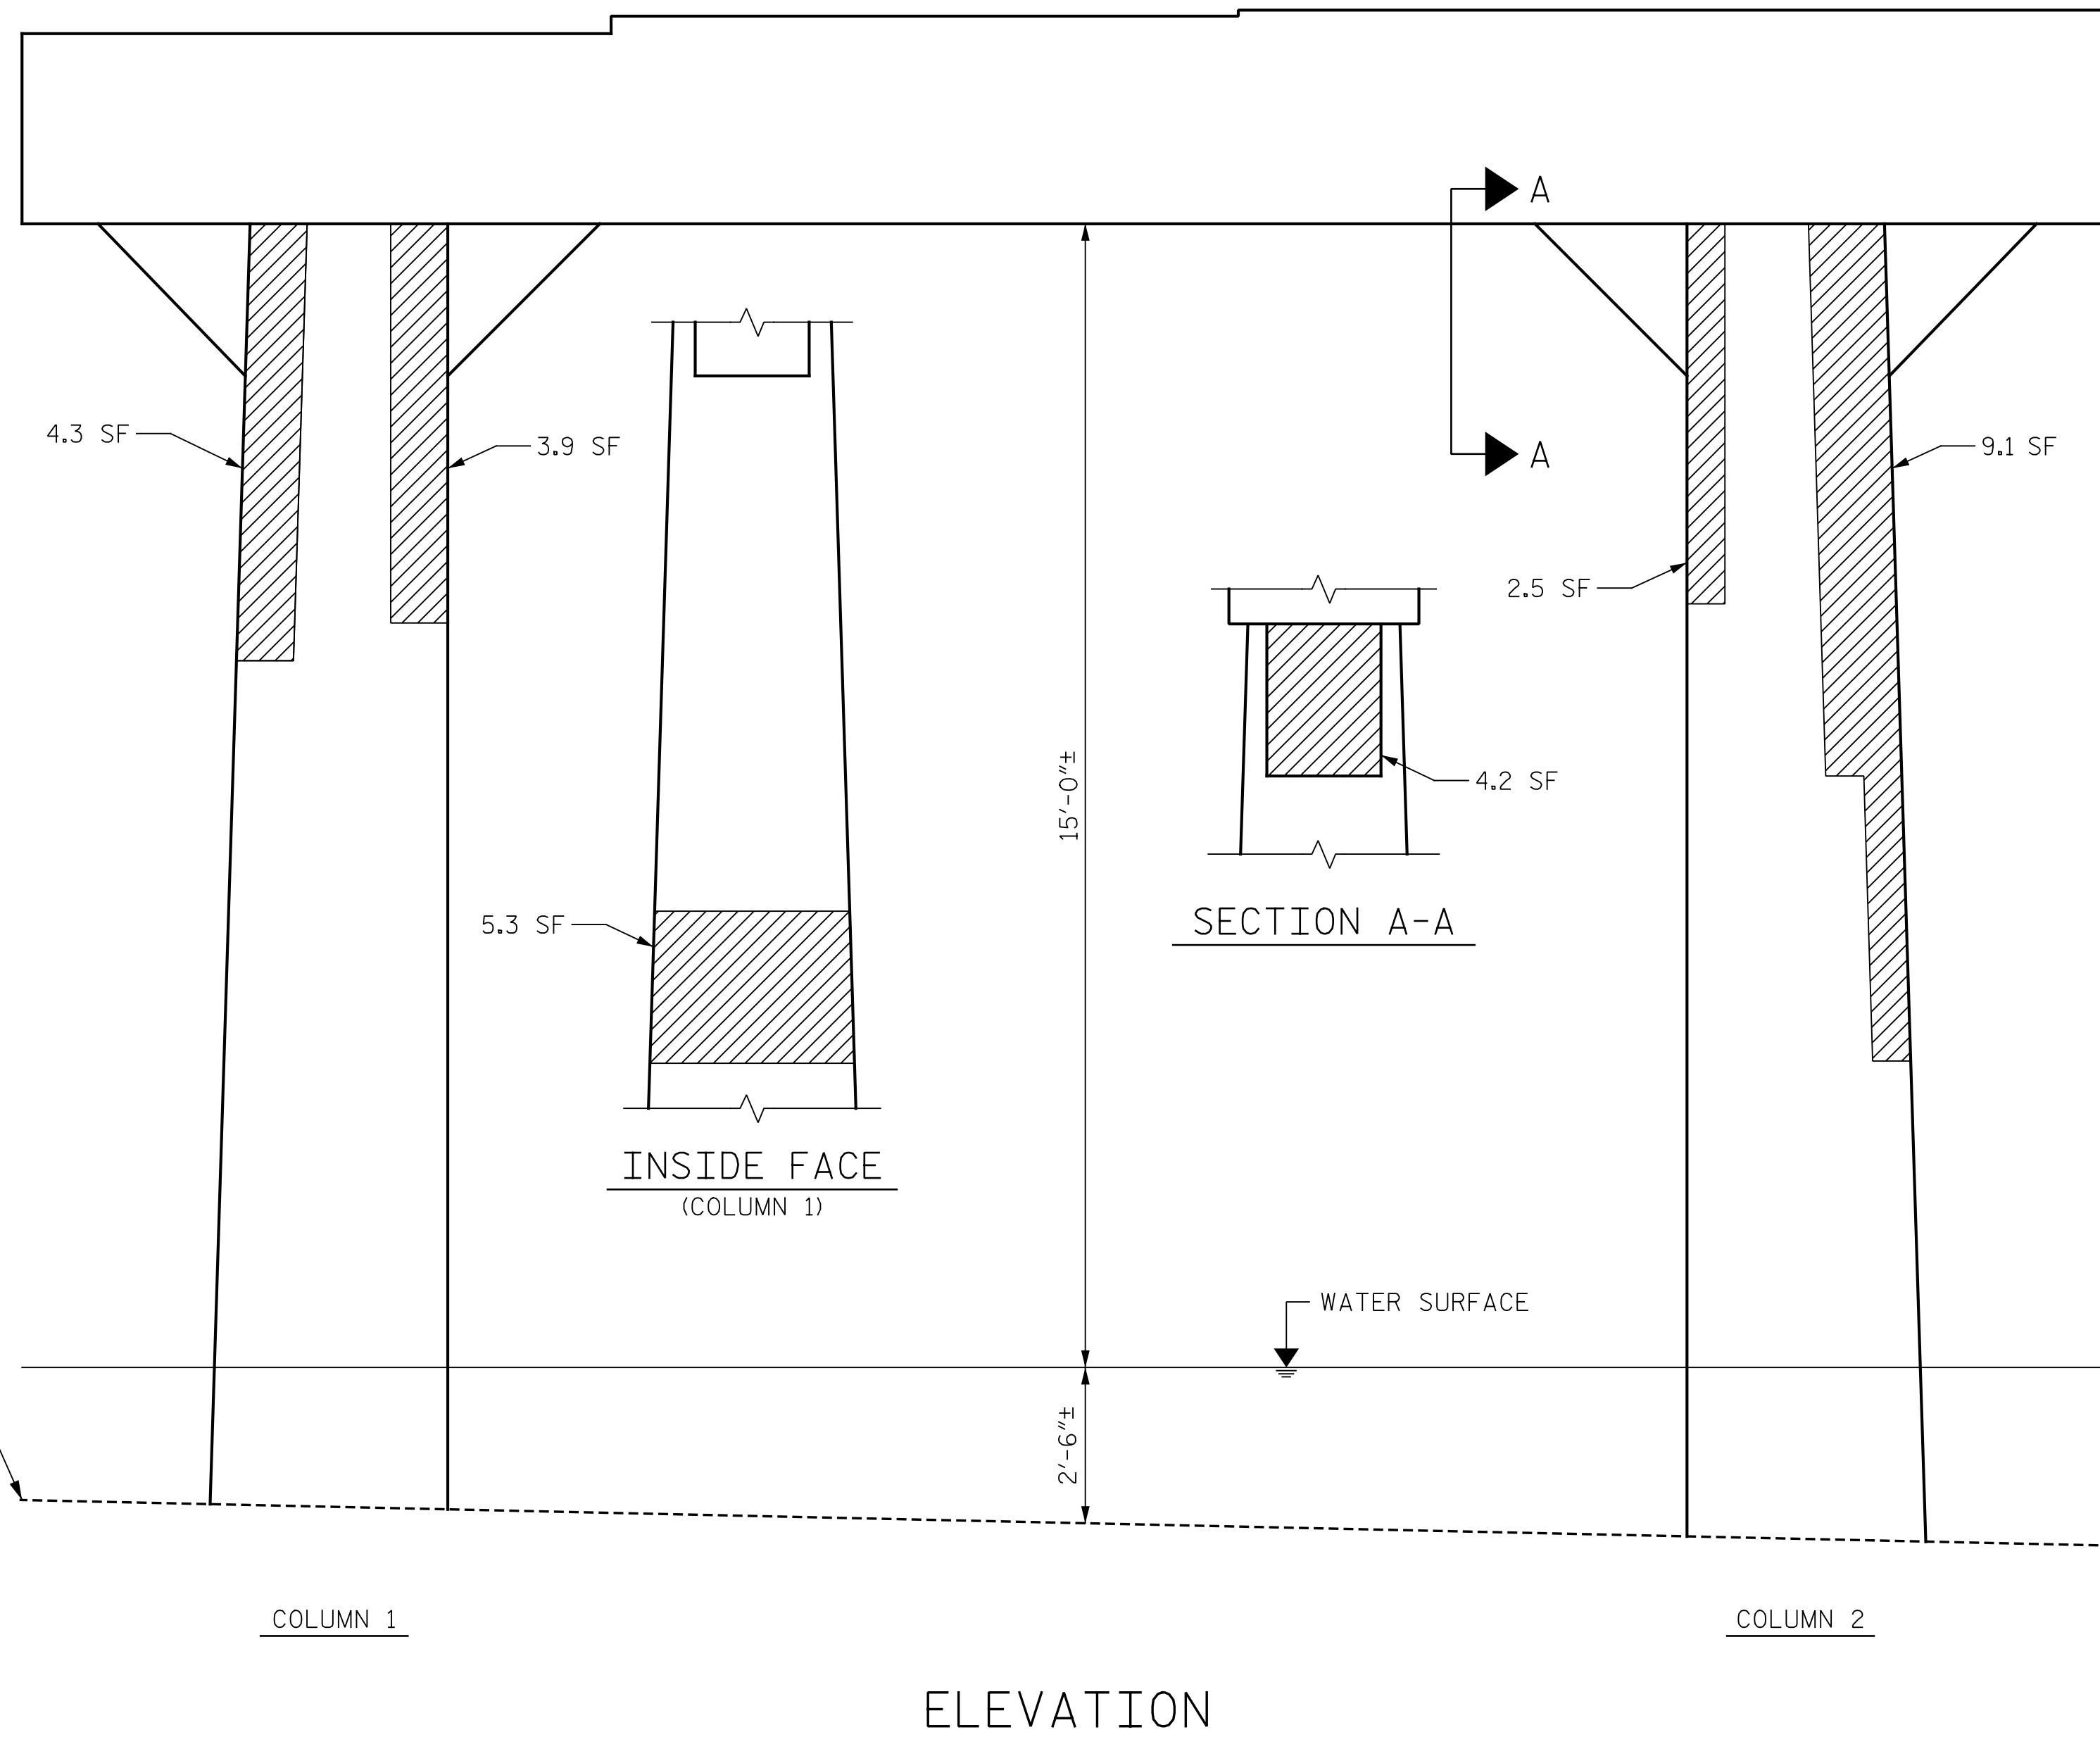 A
4.3 SF
3.9 SF
A
9.1 SF
2.5 SF
15'-0"±
4.2 SF
5.3 SF
SECTION A-A
INSIDE FACE
(COLUMN 1)
WATER SURFACE
2'-6"±
COLUMN 1
COLUMN 2
ELEVATION